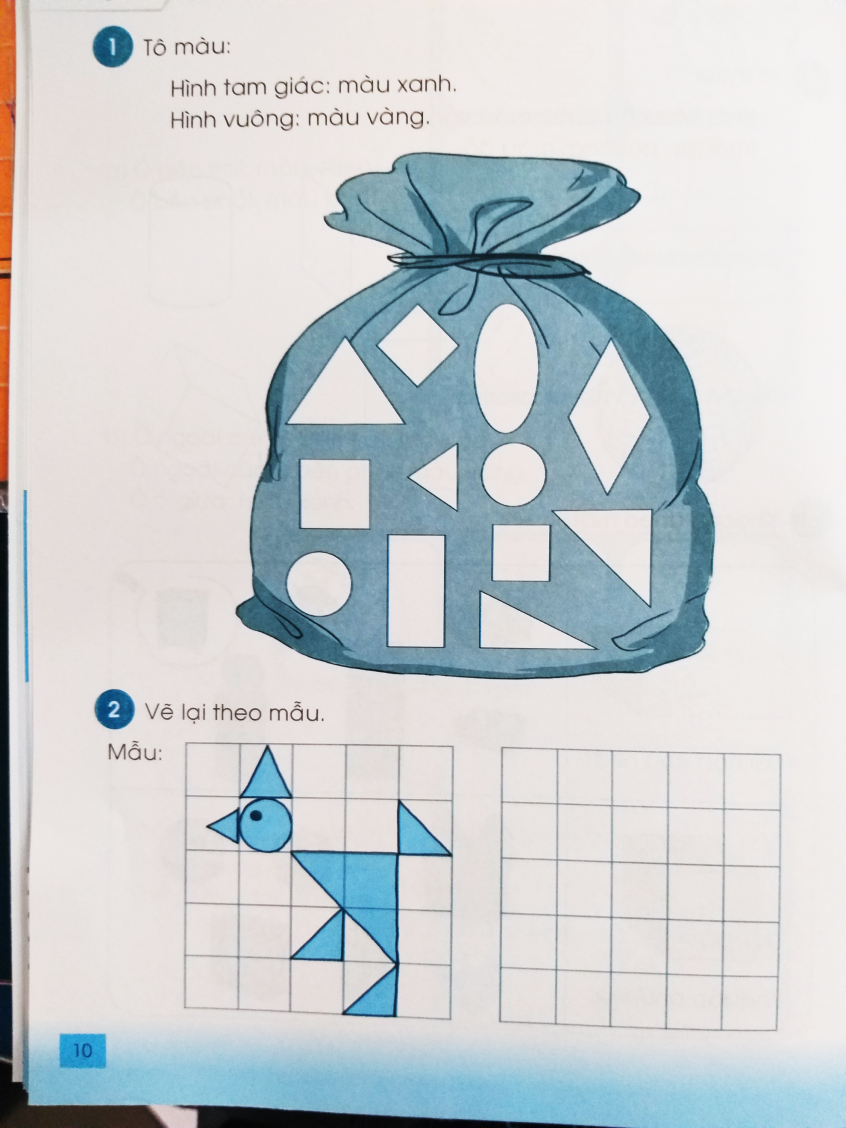 1 Tô màu:
Hình tam giác: màu xanh.
Hình vuông: màu vàng.
2 Vẽ lại theo mẫu.
Mẫu:
10